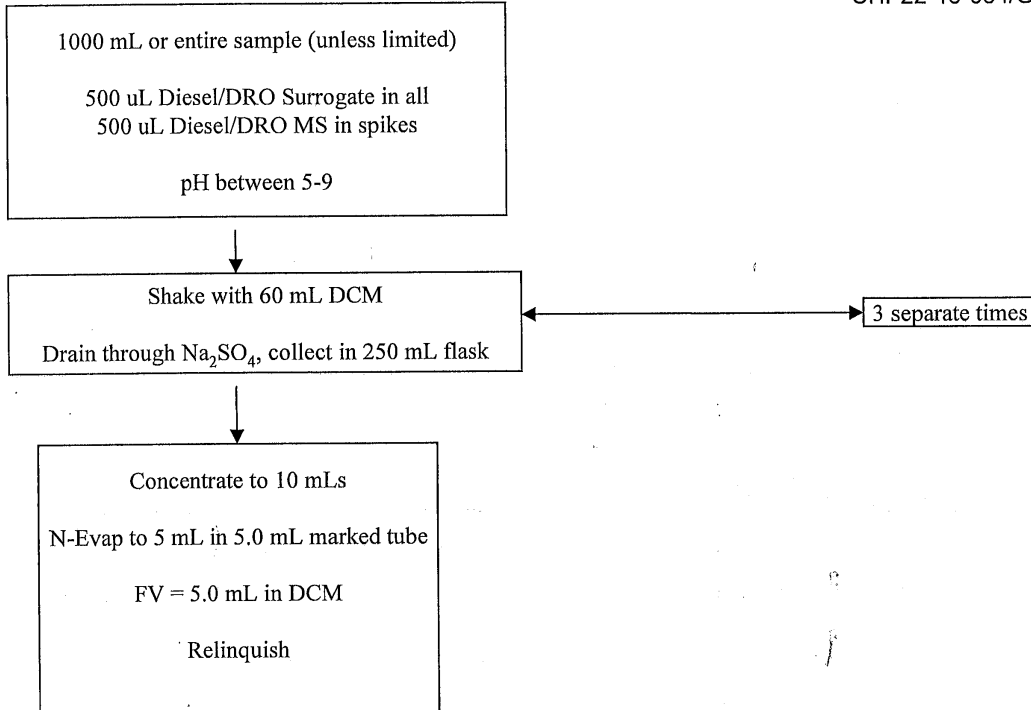 1000 mL or entire sample (unless limited)
500 uL Diesel/DRO Surrogate in all
500 uL Diesel/DRO MS in spikes
pH between 5-9
Shake with 60 mL DCM
3 separate times
Drain through Na₂SO₄, collect in 250 mL flask
Concentrate to 10 mLs
N-Evap to 5 mL in 5.0 mL marked tube
FV = 5.0 mL in DCM
Relinquish